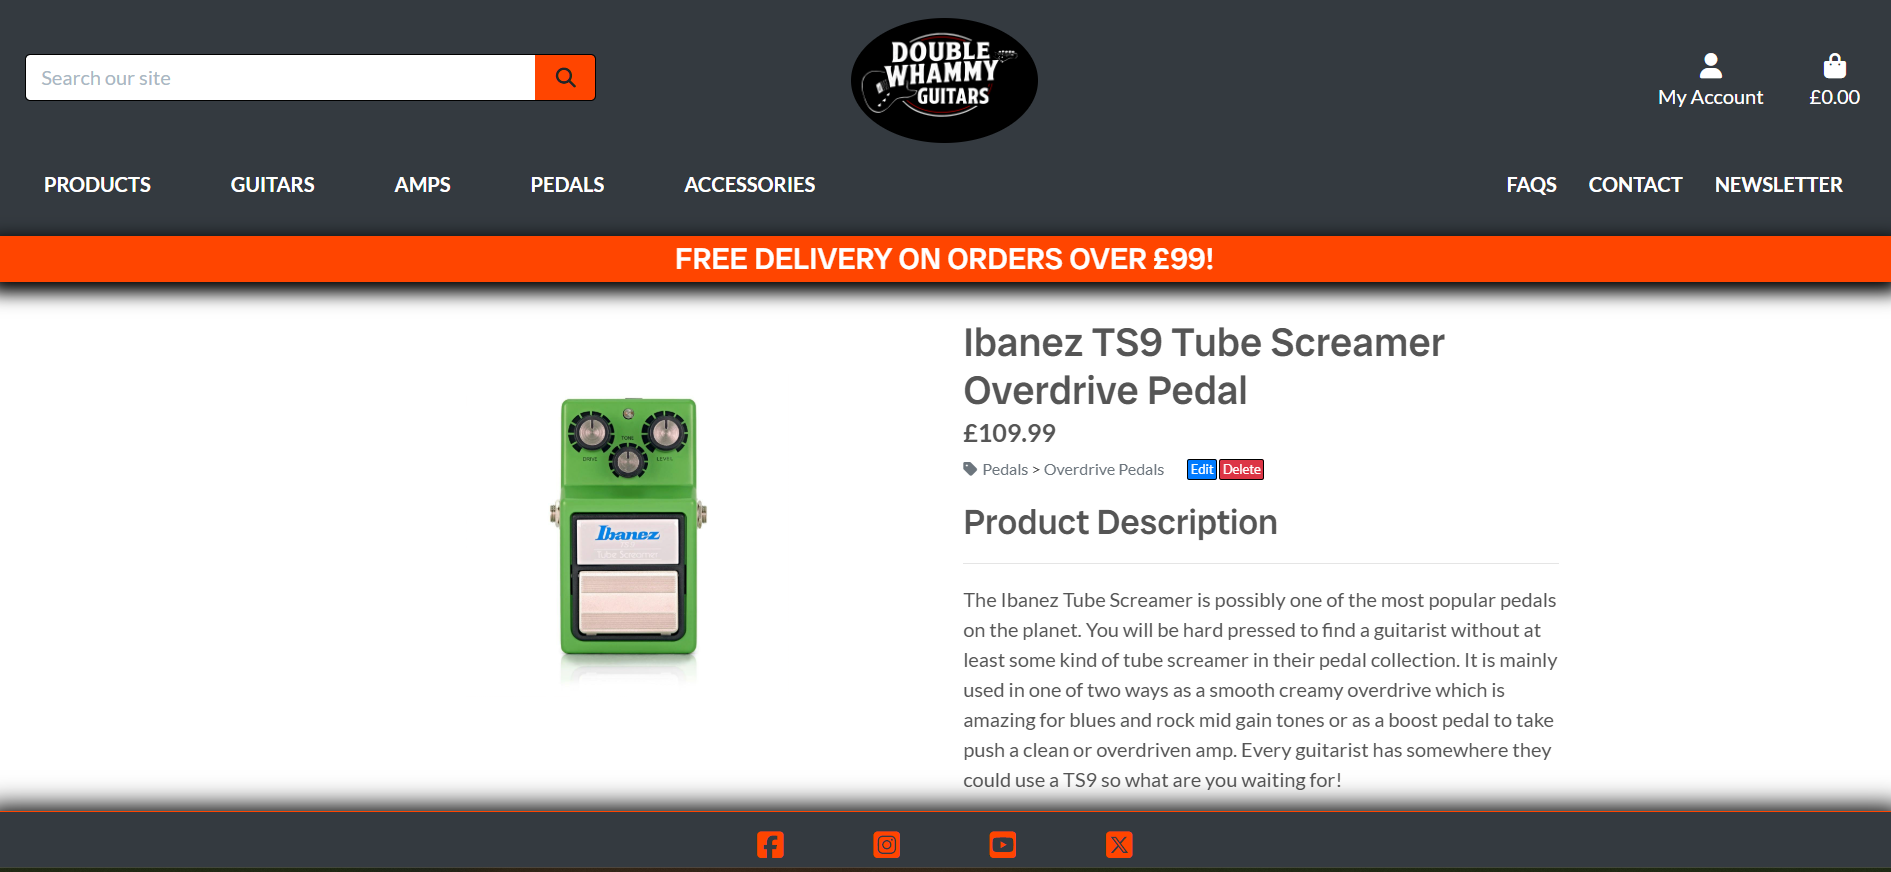 Search our site
DOUBLE
WHAMMY
GUITARS
My Account
£0.00
PRODUCTS
GUITARS
AMPS
PEDALS
ACCESSORIES
FAQS
CONTACT
NEWSLETTER
FREE DELIVERY ON ORDERS OVER £99!
Ibanez TS9 Tube Screamer
Overdrive Pedal
£109.99
Pedals > Overdrive Pedals
Edit
Delete
Product Description
The Ibanez Tube Screamer is possibly one of the most popular pedals
on the planet. You will be hard pressed to find a guitarist without at
least some kind of tube screamer in their pedal collection. It is mainly
used in one of two ways as a smooth creamy overdrive which is
amazing for blues and rock mid gain tones or as a boost pedal to take
push a clean or overdriven amp. Every guitarist has somewhere they
could use a TS9 so what are you waiting for!
TONE
DRIVE
LEVEL
Ibanez
Tube Screamer